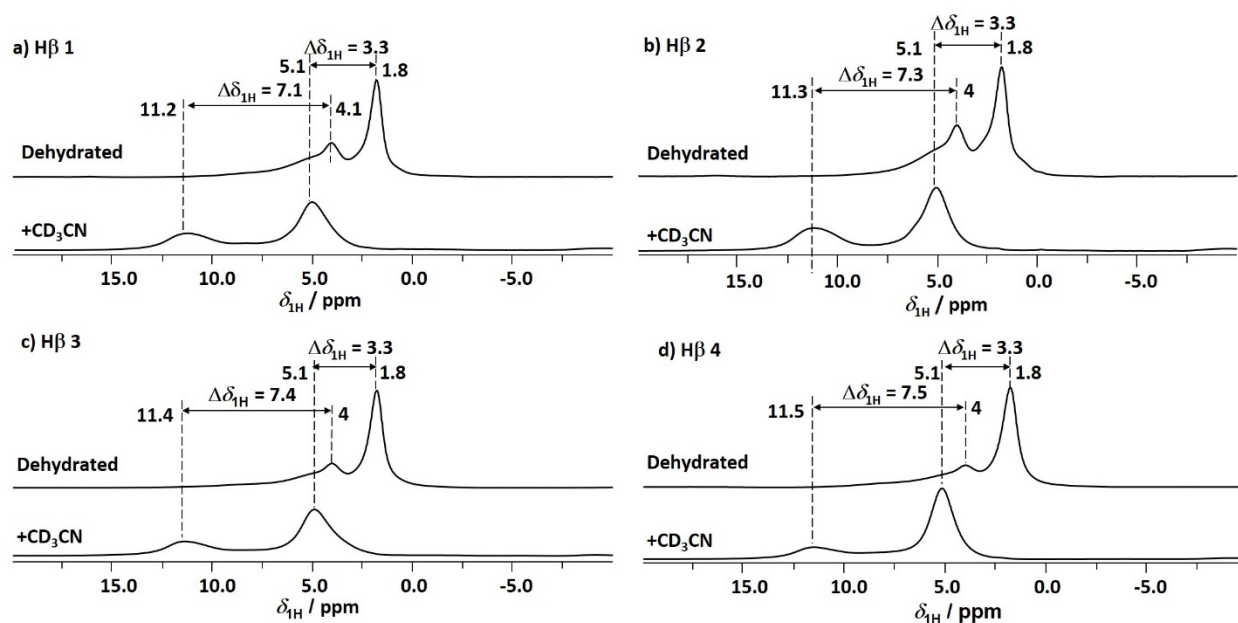 a) Hβ 1
Δδ1H = 3.3
5.1
1.8
Δδ1H = 7.1
11.2
4.1
Dehydrated
+CD3CN
15.0 10.0 5.0 0.0 -5.0
δ1H / ppm
b) Hβ 2
Δδ1H = 3.3
5.1
1.8
Δδ1H = 7.3
11.3
4
Dehydrated
+CD3CN
15.0 10.0 5.0 0.0 -5.0
δ1H / ppm
c) Hβ 3
Δδ1H = 3.3
5.1
1.8
Δδ1H = 7.4
11.4
4
Dehydrated
+CD3CN
15.0 10.0 5.0 0.0 -5.0
δ1H / ppm
d) Hβ 4
Δδ1H = 3.3
5.1
1.8
Δδ1H = 7.5
11.5
4
Dehydrated
+CD3CN
15.0 10.0 5.0 0.0 -5.0
δ1H / ppm